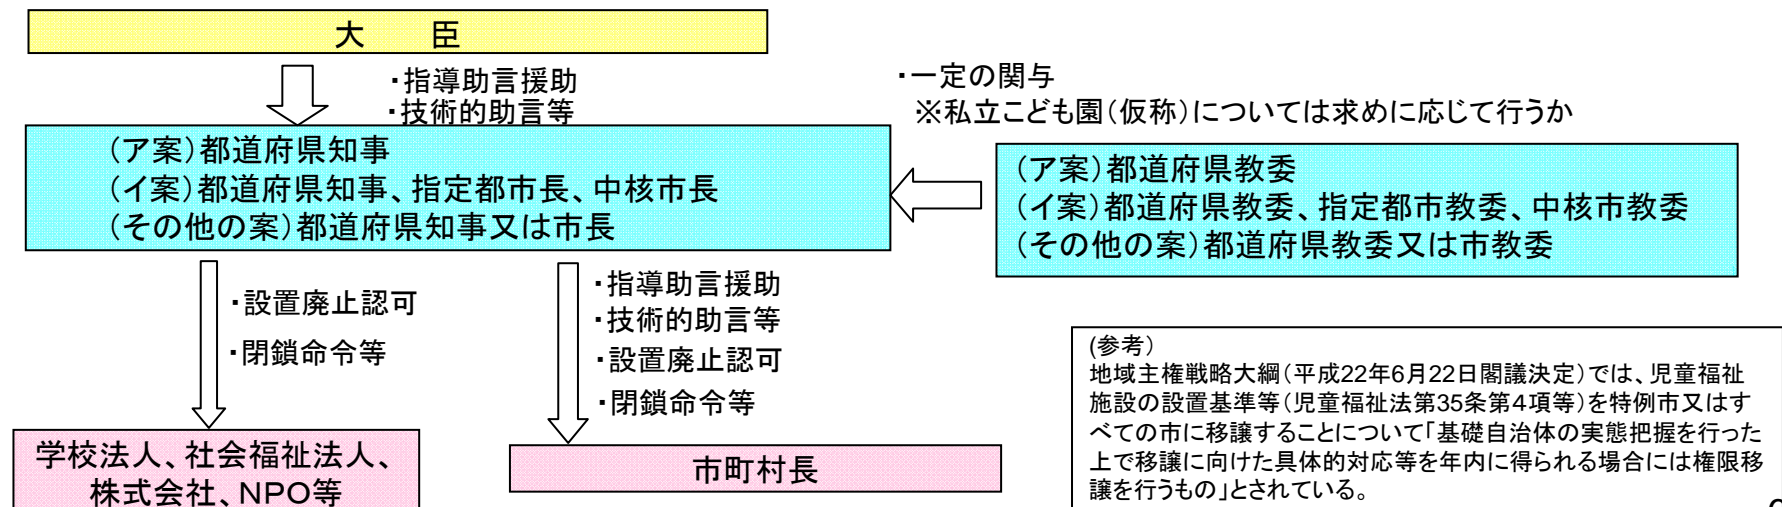 大　臣
・指導助言援助
・技術的助言等
・一定の関与
※私立こども園（仮称）については求めに応じて行うか
（ア案）都道府県知事
（イ案）都道府県知事、指定都市長、中核市長
（その他の案）都道府県知事又は市長
（ア案）都道府県教委
（イ案）都道府県教委、指定都市教委、中核市教委
（その他の案）都道府県教委又は市教委
・設置廃止認可
・閉鎖命令等
・指導助言援助
・技術的助言等
・設置廃止認可
・閉鎖命令等
学校法人、社会福祉法人、
株式会社、NPO等
市町村長
(参考)
地域主権戦略大綱（平成22年6月22日閣議決定）では、児童福祉
施設の設置基準等（児童福祉法第35条第4項等）を特例市又はす
べての市に移譲することについて「基礎自治体の実態把握を行った
上で移譲に向けた具体的対応等を年内に得られる場合には権限移
譲を行うもの」とされている。